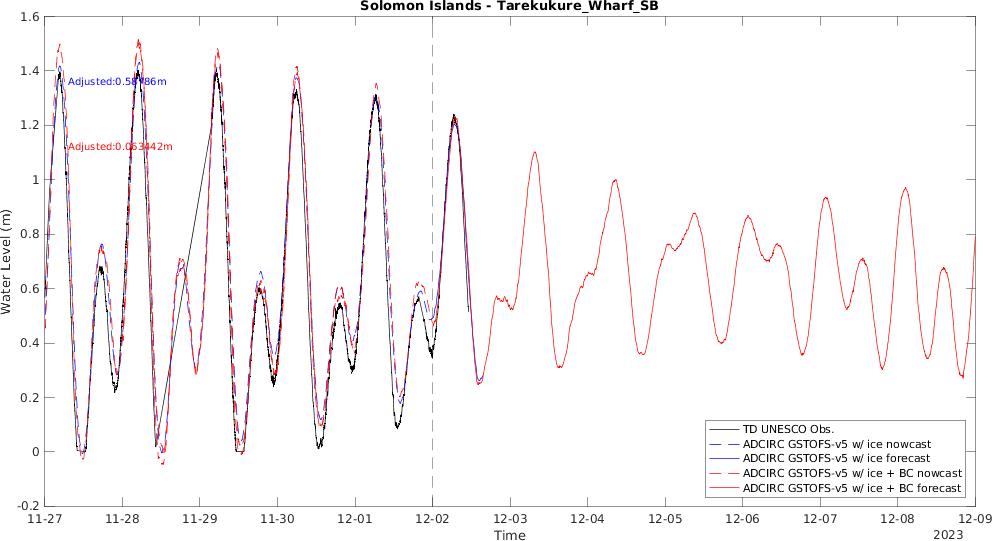 Solomon Islands - Tarekukure_Wharf_SB
1.6
1.4
1.2
1
0.8
0.6
0.4
0.2
0
-0.2
Water Level (m)
Adjusted:0.58786m
Adjusted:0.063442m
TD UNESCO Obs.
ADCIRC GSTOFS-v5 w/ ice nowcast
ADCIRC GSTOFS-v5 w/ ice forecast
ADCIRC GSTOFS-v5 w/ ice + BC nowcast
ADCIRC GSTOFS-v5 w/ ice + BC forecast
11-27 11-28 11-29 11-30 12-01 12-02 12-03 12-04 12-05 12-06 12-07 12-08 12-09
Time
2023